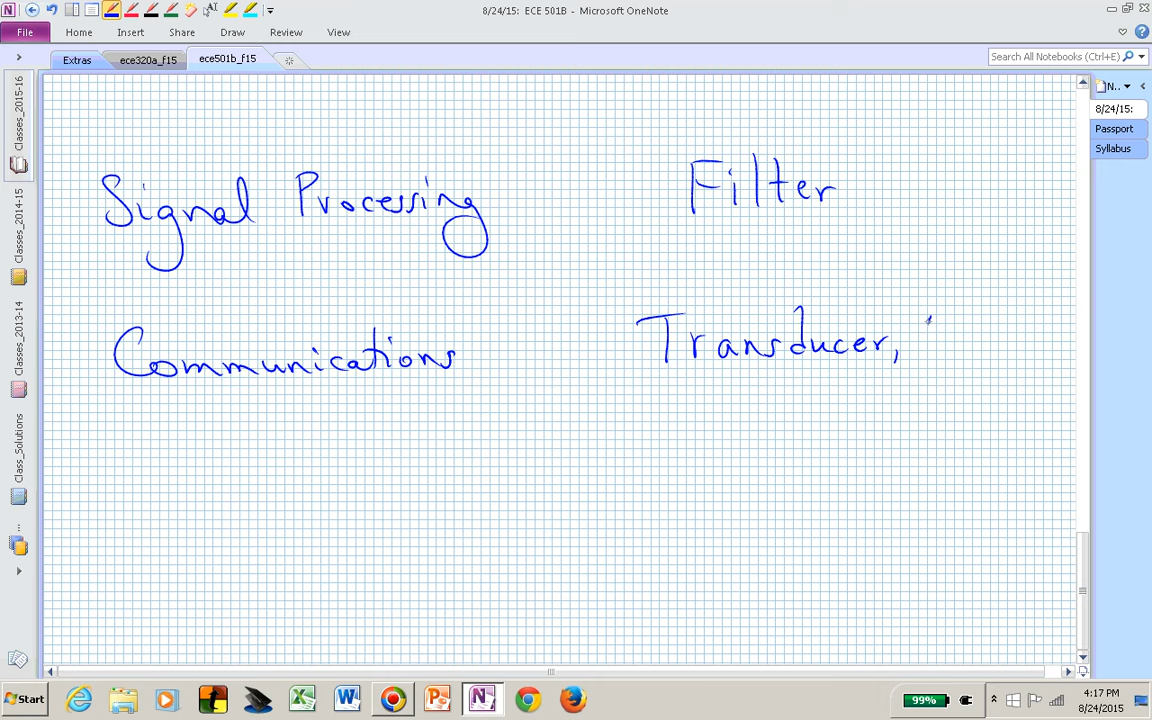 8/24/15: ECE 501B - Microsoft OneNote
File Home Insert Share Draw Review View
Extras ece320a_f15 ece501b_f15 Search All Notebooks (Ctrl+E)
Classes_2015-16
Classes_2014-15
Classes_2013-14
Class_Solutions
N..
8/24/15:
Passport
Syllabus
Signal Processing Filter
Communications Transducer,
Start 99% 4:17 PM
8/24/2015